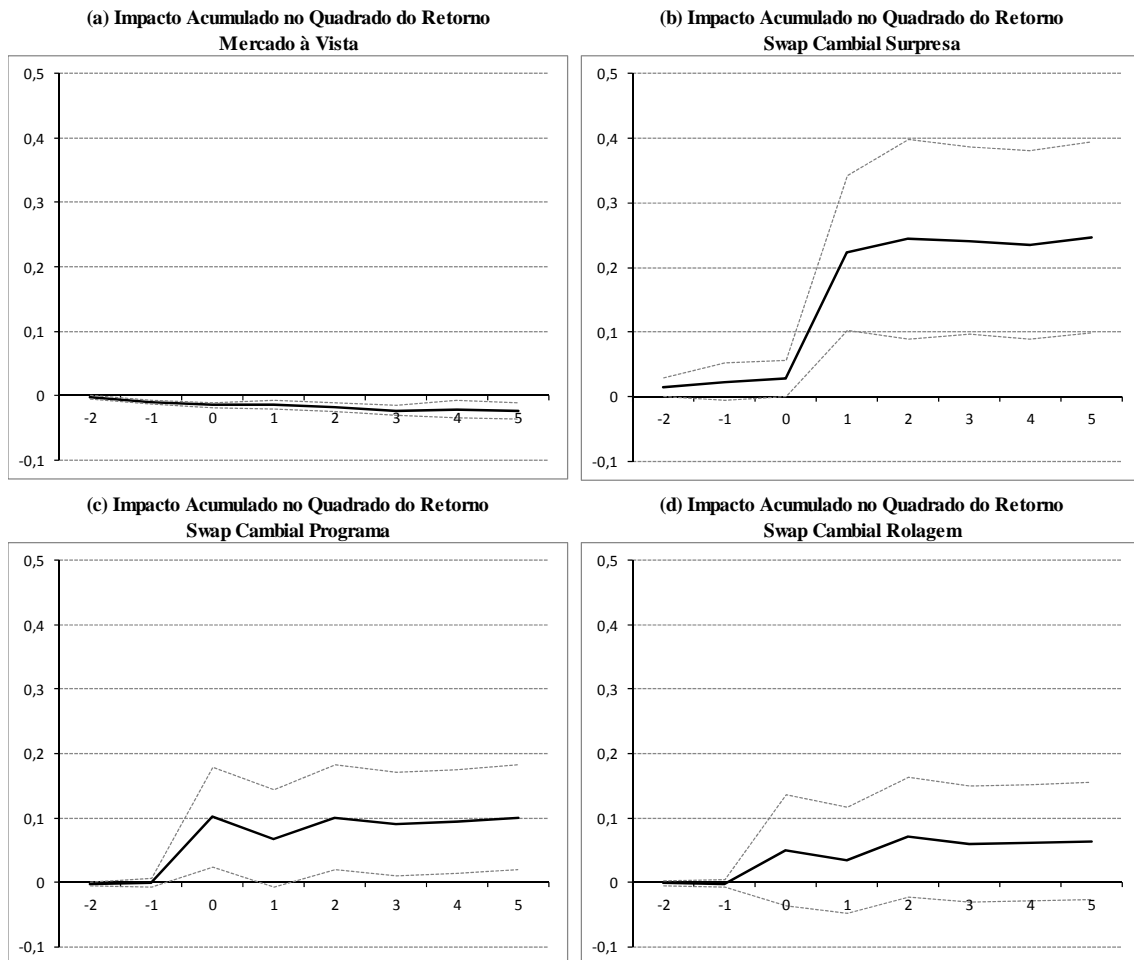 (a) Impacto Acumulado no Quadrado do Retorno
Mercado à Vista
0,5
0,4
0,3
0,2
0,1
0
-0,1
-2 -1 0 1 2 3 4 5
(b) Impacto Acumulado no Quadrado do Retorno
Swap Cambial Surpresa
0,5
0,4
0,3
0,2
0,1
0
-0,1
-2 -1 0 1 2 3 4 5
(c) Impacto Acumulado no Quadrado do Retorno
Swap Cambial Programa
0,5
0,4
0,3
0,2
0,1
0
-0,1
-2 -1 0 1 2 3 4 5
(d) Impacto Acumulado no Quadrado do Retorno
Swap Cambial Rolagem
0,5
0,4
0,3
0,2
0,1
0
-0,1
-2 -1 0 1 2 3 4 5